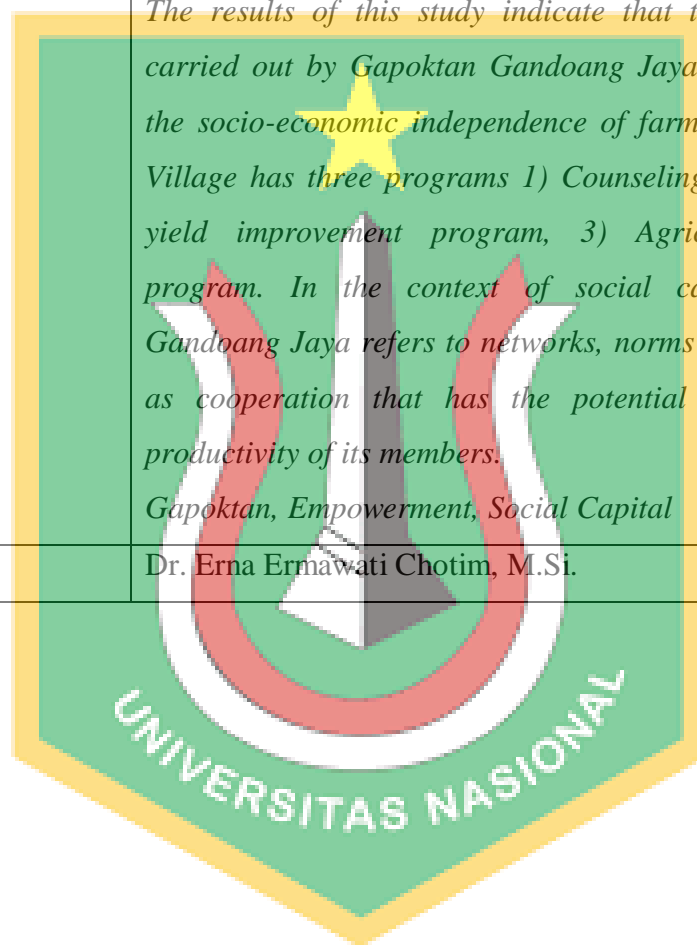 The results of this study indicate that t
carried out by Gapoktan Gandoang Jaya
the socio-economic independence of farm
Village has three programs 1) Counseling
yield improvement program, 3) Agric
program. In the context of social ca
Gandoang Jaya refers to networks, norms
as cooperation that has the potential
productivity of its members.
Gapoktan, Empowerment, Social Capital
Dr. Erna Ermawati Chotim, M.Si.
UNIVERSITAS NASIONAL